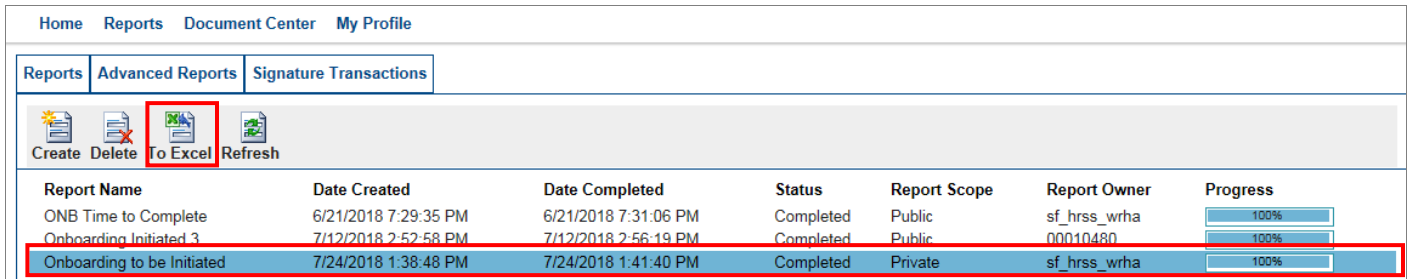 Home Reports Document Center My Profile
Reports Advanced Reports Signature Transactions
Create Delete To Excel Refresh
Report Name Date Created Date Completed Status Report Scope Report Owner Progress
ONB Time to Complete 6/21/2018 7:29:35 PM 6/21/2018 7:31:06 PM Completed Public sf_hrss_wrha 100%
Onboarding Initiated 3 7/12/2018 2:52:58 PM 7/12/2018 2:56:19 PM Completed Public 00010480 100%
Onboarding to be Initiated 7/24/2018 1:38:48 PM 7/24/2018 1:41:40 PM Completed Private sf_hrss_wrha 100%